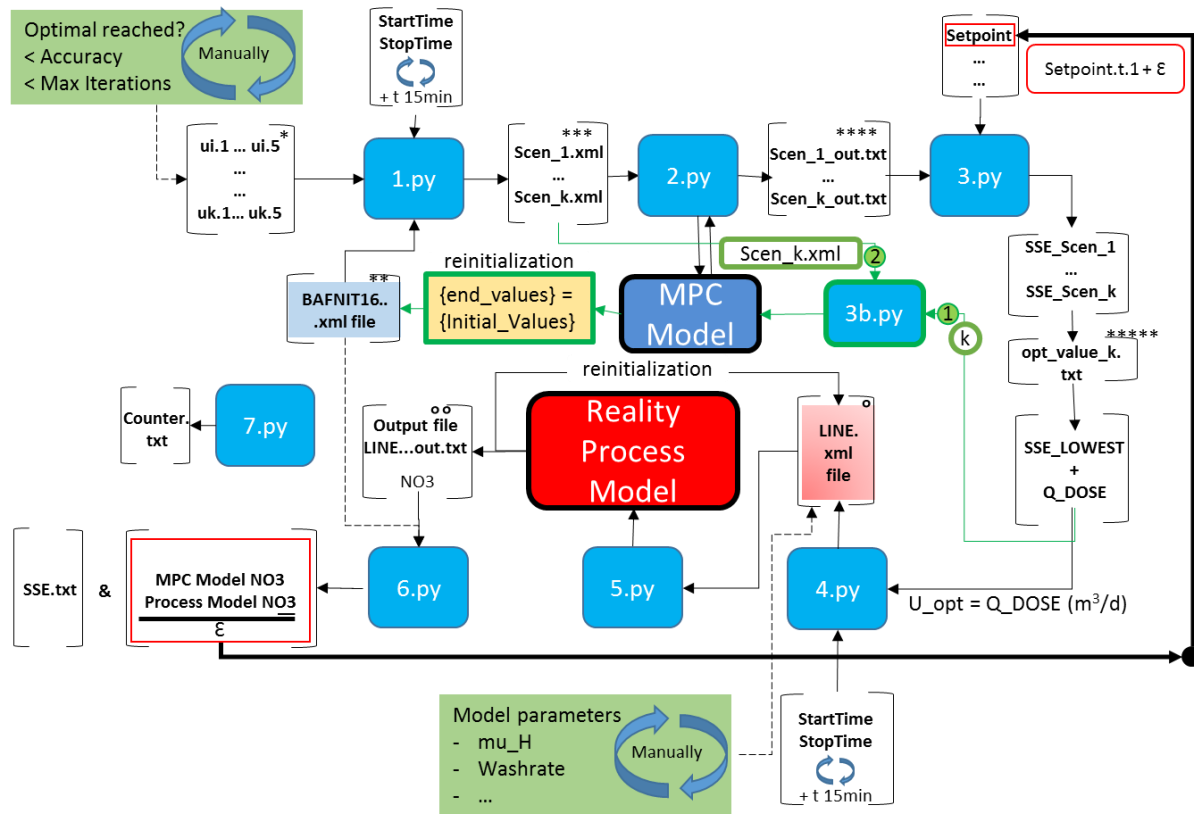 Optimal reached?
< Accuracy
< Max Iterations
Manually
StartTime
StopTime
+ t 15min
Setpoint
...
...
Setpoint.t.1 + Ɛ
ui.1 ... ui.5*
...
...
uk.1... uk.5
1.py
***
Scen_1.xml
...
Scen_k.xml
2.py
****
Scen_1_out.txt
...
Scen_k_out.txt
3.py
SSE_Scen_1
...
SSE_Scen_k
reinitialization
**
BAFNIT16..
.xml file
{end_values} =
{Initial_Values}
MPC
Model
Scen_k.xml
2
3b.py
1
k
*****
opt_value_k.
txt
reinitialization
Counter.
txt
7.py
°°
Output file
LINE...out.txt
NO3
Reality
Process
Model
°
LINE.
xml
file
SSE_LOWEST
+
Q_DOSE
SSE.txt
&
MPC Model NO3
Process Model NO3
–
Ɛ
6.py
5.py
4.py
U_opt = Q_DOSE (m³/d)
Model parameters
- mu_H
- Washrate
- ...
Manually
StartTime
StopTime
+ t 15min